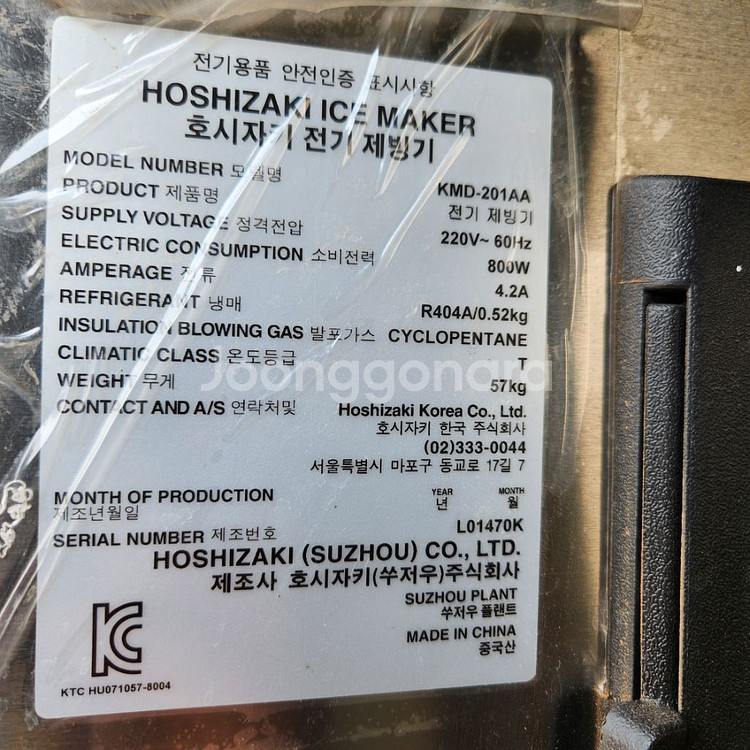 전기용품 안전인증 표시사항
HOSHIZAKI ICE MAKER
호시자키 전기 제빙기
MODEL NUMBER 모델명 KMD-201AA
PRODUCT 제품명 전기 제빙기
SUPPLY VOLTAGE 정격전압 220V~ 60Hz
ELECTRIC CONSUMPTION 소비전력 800W
AMPERAGE 전류 4.2A
REFRIGERANT 냉매 R404A/0.52kg
INSULATION BLOWING GAS 발포가스 CYCLOPENTANE
CLIMATIC CLASS 온도등급 T
WEIGHT 무게 57kg
Joonggonara
CONTACT AND A/S 연락처및 Hoshizaki Korea Co., Ltd.
호시자키 한국 주식회사
(02)333-0044
서울특별시 마포구 동교로 17길 7
MONTH OF PRODUCTION YEAR MONTH
제조년월일 년 월
SERIAL NUMBER 제조번호 L01470K
HOSHIZAKI (SUZHOU) CO., LTD.
제조사 호시자키(쑤저우)주식회사
SUZHOU PLANT
쑤저우 플랜트
MADE IN CHINA
중국산
KC
KTC HU071057-8004